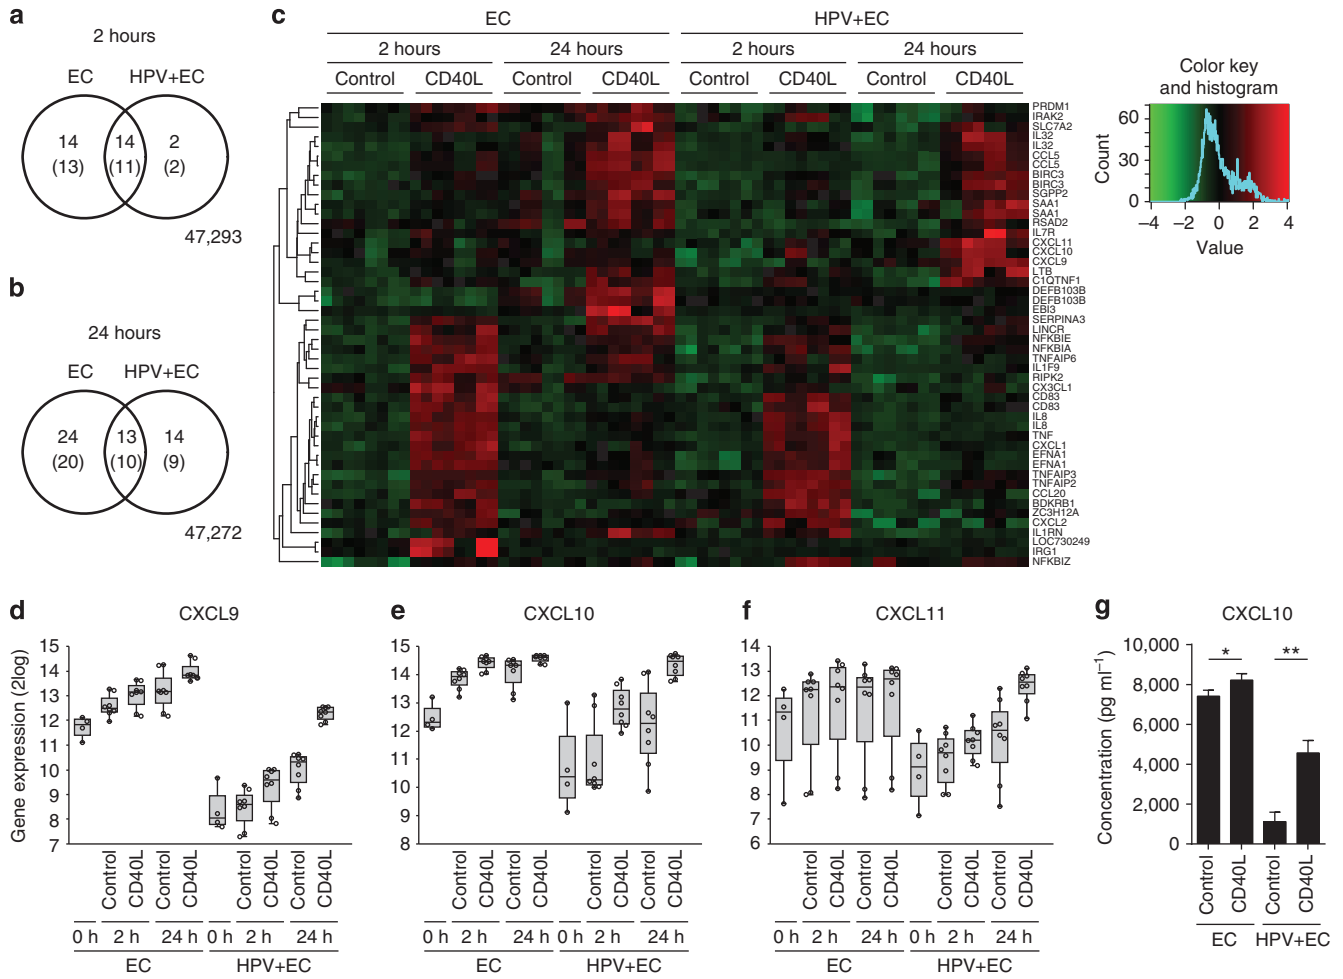 a
2 hours
EC HPV+EC
14 14 2
(13) (11) (2)
47,293
b
24 hours
EC HPV+EC
24 13 14
(20) (10) (9)
47,272
c
EC HPV+EC
2 hours 24 hours 2 hours 24 hours
Control CD40L Control CD40L Control CD40L Control CD40L
PRDM1
IRAK2
SLC7A2
IL32
IL32
CCL5
CCL5
BIRC3
BIRC3
SGPP2
SAA1
SAA1
RSAD2
IL7R
CXCL11
CXCL10
CXCL9
LTB
C1QTNF1
DEFB103B
DEFB103B
EBI3
SERPINA3
LINCR
NFKBIE
NFKBIA
TNFAIP6
IL1F9
RIPK2
CX3CL1
CD83
CD83
IL8
IL8
TNF
CXCL1
EFNA1
EFNA1
TNFAIP3
TNFAIP2
CCL20
BDKRB1
ZC3H12A
CXCL2
IL1RN
LOC730249
IRG1
NFKBIZ
Color key
and histogram
Count
60
30
0
−4 −2 0 2 4
Value
d
CXCL9
Gene expression (2log)
15
14
13
12
10
9
8
7
Control CD40L Control CD40L Control CD40L Control CD40L
0 h 2 h 24 h 0 h 2 h 24 h
EC HPV+EC
e
CXCL10
15
14
13
12
11
10
9
8
Control CD40L Control CD40L Control CD40L Control CD40L
0 h 2 h 24 h 0 h 2 h 24 h
EC HPV+EC
f
CXCL11
14
13
12
11
10
9
8
7
6
Control CD40L Control CD40L Control CD40L Control CD40L
0 h 2 h 24 h 0 h 2 h 24 h
EC HPV+EC
g
CXCL10
Concentration (pg ml−1)
10,000
8,000
6,000
4,000
2,000
0
* **
Control CD40L Control CD40L
EC HPV+EC